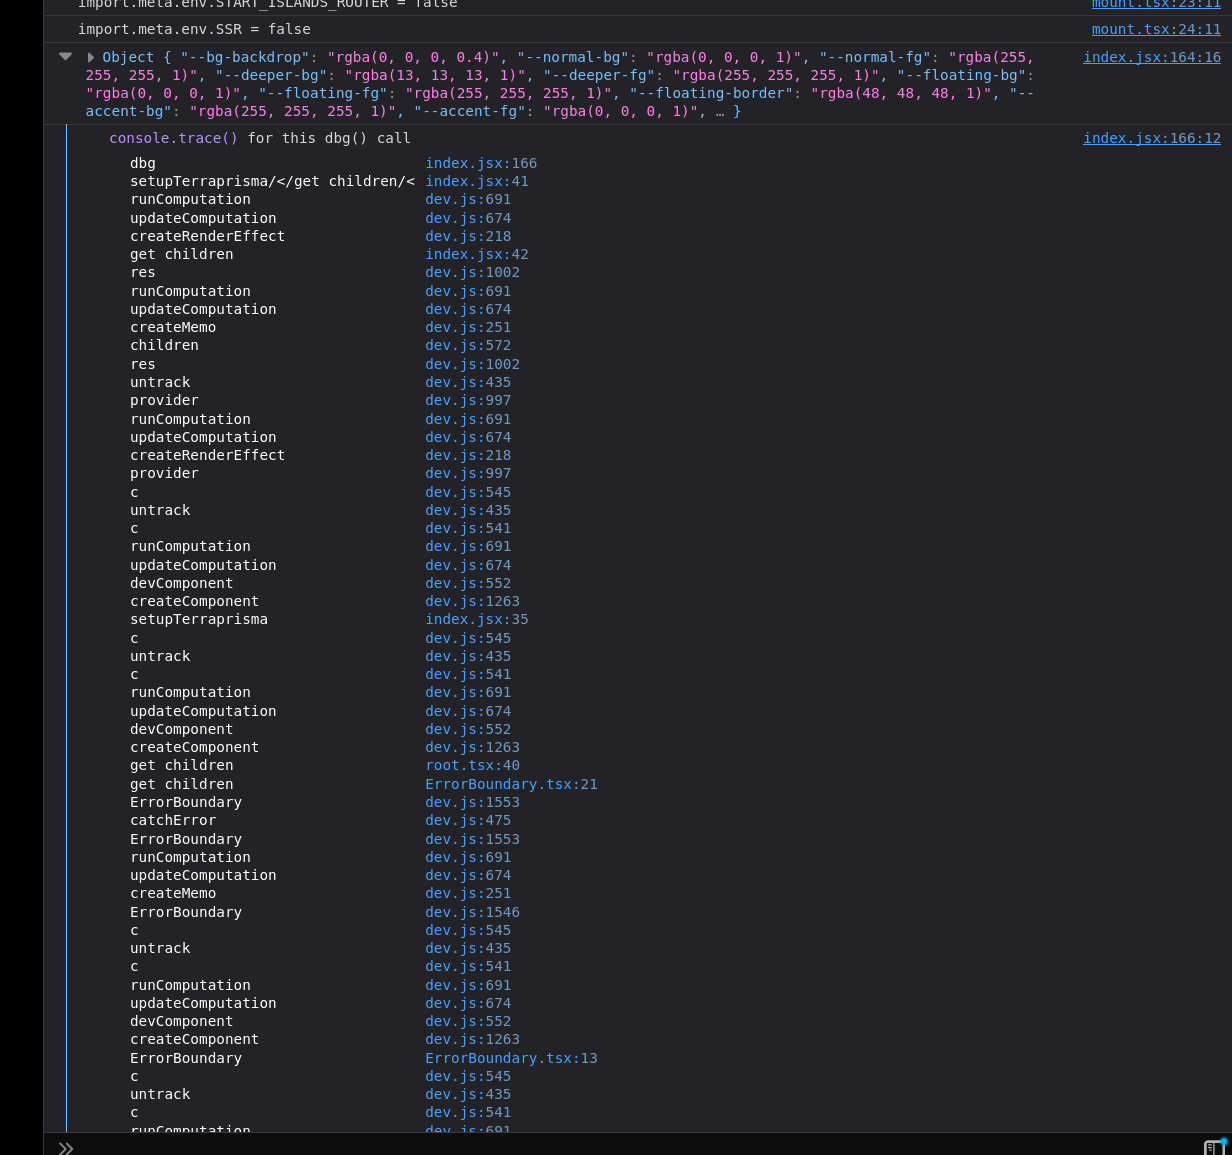 import.meta.env.START_ISLANDS_ROUTER = false mount.tsx:23:11
import.meta.env.SSR = false mount.tsx:24:11
Object { "--bg-backdrop": "rgba(0, 0, 0, 0.4)", "--normal-bg": "rgba(0, 0, 0, 1)", "--normal-fg": "rgba(255, index.jsx:164:16
255, 255, 1)", "--deeper-bg": "rgba(13, 13, 13, 1)", "--deeper-fg": "rgba(255, 255, 255, 1)", "--floating-bg":
"rgba(0, 0, 0, 1)", "--floating-fg": "rgba(255, 255, 255, 1)", "--floating-border": "rgba(48, 48, 48, 1)", "--
accent-bg": "rgba(255, 255, 255, 1)", "--accent-fg": "rgba(0, 0, 0, 1)", … }
console.trace() for this dbg() call index.jsx:166:12
dbg index.jsx:166
setupTerraprisma/</get children/< index.jsx:41
runComputation dev.js:691
updateComputation dev.js:674
createRenderEffect dev.js:218
get children index.jsx:42
res dev.js:1002
runComputation dev.js:691
updateComputation dev.js:674
createMemo dev.js:251
children dev.js:572
res dev.js:1002
untrack dev.js:435
provider dev.js:997
runComputation dev.js:691
updateComputation dev.js:674
createRenderEffect dev.js:218
provider dev.js:997
c dev.js:545
untrack dev.js:435
c dev.js:541
runComputation dev.js:691
updateComputation dev.js:674
devComponent dev.js:552
createComponent dev.js:1263
setupTerraprisma index.jsx:35
c dev.js:545
untrack dev.js:435
c dev.js:541
runComputation dev.js:691
updateComputation dev.js:674
devComponent dev.js:552
createComponent dev.js:1263
get children root.tsx:40
get children ErrorBoundary.tsx:21
ErrorBoundary dev.js:1553
catchError dev.js:475
ErrorBoundary dev.js:1553
runComputation dev.js:691
updateComputation dev.js:674
createMemo dev.js:251
ErrorBoundary dev.js:1546
c dev.js:545
untrack dev.js:435
c dev.js:541
runComputation dev.js:691
updateComputation dev.js:674
devComponent dev.js:552
createComponent dev.js:1263
ErrorBoundary ErrorBoundary.tsx:13
c dev.js:545
untrack dev.js:435
c dev.js:541
runComputation dev.js:691